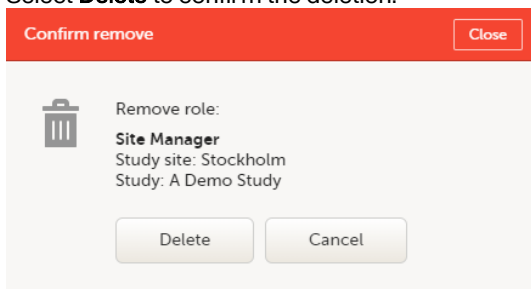 Select Delete to confirm the deletion.
Confirm remove
Close
Remove role:
Site Manager
Study site: Stockholm
Study: A Demo Study
Delete
Cancel